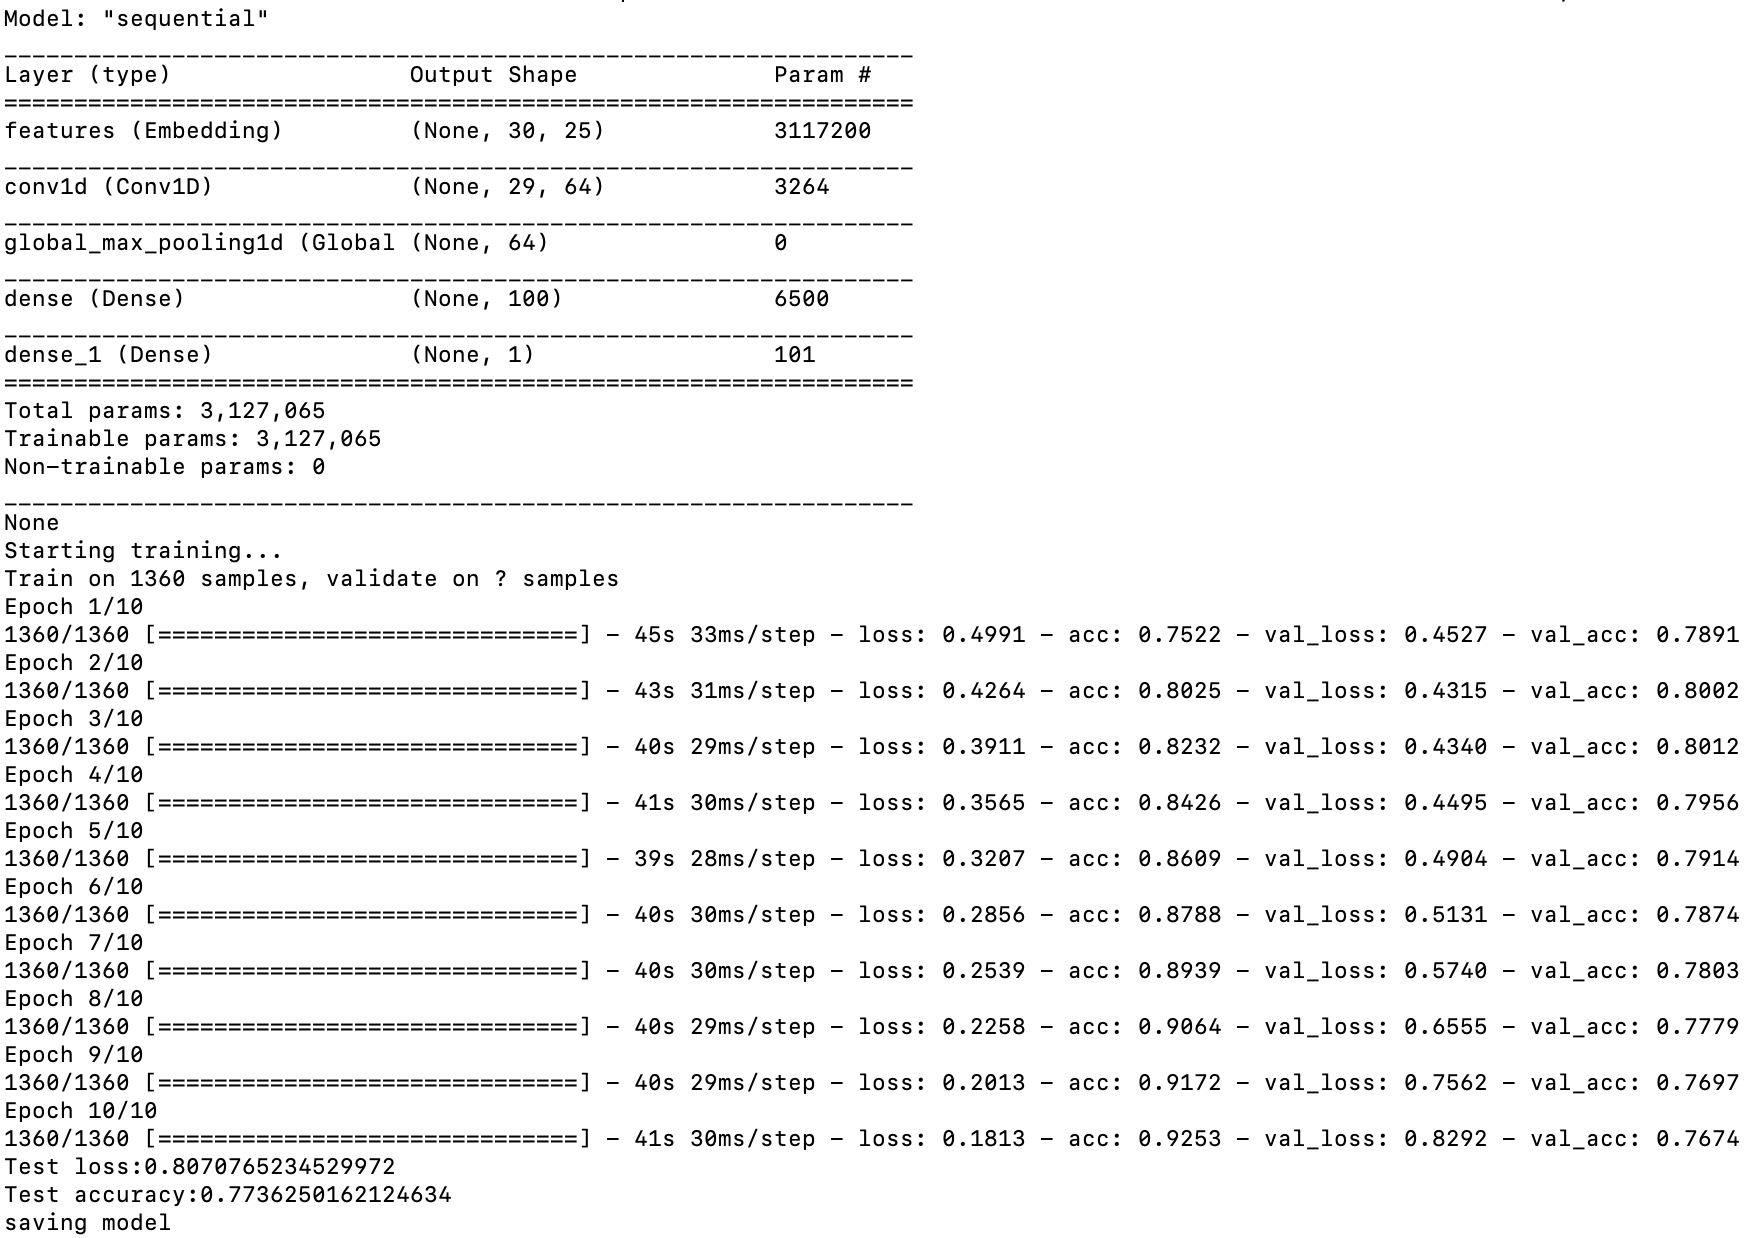 Model: "sequential"
_________________________________________________________________
Layer (type)                 Output Shape              Param #
=================================================================
features (Embedding)         (None, 30, 25)            3117200
_________________________________________________________________
conv1d (Conv1D)              (None, 29, 64)            3264
_________________________________________________________________
global_max_pooling1d (Global (None, 64)                0
_________________________________________________________________
dense (Dense)                (None, 100)               6500
_________________________________________________________________
dense_1 (Dense)              (None, 1)                 101
=================================================================
Total params: 3,127,065
Trainable params: 3,127,065
Non-trainable params: 0
_________________________________________________________________
None
Starting training...
Train on 1360 samples, validate on ? samples
Epoch 1/10
1360/1360 [==============================] - 45s 33ms/step - loss: 0.4991 - acc: 0.7522 - val_loss: 0.4527 - val_acc: 0.7891
Epoch 2/10
1360/1360 [==============================] - 43s 31ms/step - loss: 0.4264 - acc: 0.8025 - val_loss: 0.4315 - val_acc: 0.8002
Epoch 3/10
1360/1360 [==============================] - 40s 29ms/step - loss: 0.3911 - acc: 0.8232 - val_loss: 0.4340 - val_acc: 0.8012
Epoch 4/10
1360/1360 [==============================] - 41s 30ms/step - loss: 0.3565 - acc: 0.8426 - val_loss: 0.4495 - val_acc: 0.7956
Epoch 5/10
1360/1360 [==============================] - 39s 28ms/step - loss: 0.3207 - acc: 0.8609 - val_loss: 0.4904 - val_acc: 0.7914
Epoch 6/10
1360/1360 [==============================] - 40s 30ms/step - loss: 0.2856 - acc: 0.8788 - val_loss: 0.5131 - val_acc: 0.7874
Epoch 7/10
1360/1360 [==============================] - 40s 30ms/step - loss: 0.2539 - acc: 0.8939 - val_loss: 0.5740 - val_acc: 0.7803
Epoch 8/10
1360/1360 [==============================] - 40s 29ms/step - loss: 0.2258 - acc: 0.9064 - val_loss: 0.6555 - val_acc: 0.7779
Epoch 9/10
1360/1360 [==============================] - 40s 29ms/step - loss: 0.2013 - acc: 0.9172 - val_loss: 0.7562 - val_acc: 0.7697
Epoch 10/10
1360/1360 [==============================] - 41s 30ms/step - loss: 0.1813 - acc: 0.9253 - val_loss: 0.8292 - val_acc: 0.7674
Test loss:0.8070765234529972
Test accuracy:0.7736250162124634
saving model